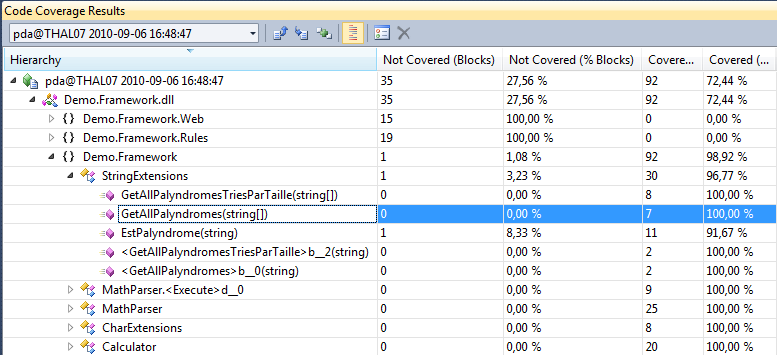 Code Coverage Results
pda@THAL07 2010-09-06 16:48:47
Hierarchy Not Covered (Blocks) Not Covered (% Blocks) Covere... Covered (...
pda@THAL07 2010-09-06 16:48:47 35 27,56 % 92 72,44 %
Demo.Framework.dll 35 27,56 % 92 72,44 %
{} Demo.Framework.Web 15 100,00 % 0 0,00 %
{} Demo.Framework.Rules 19 100,00 % 0 0,00 %
{} Demo.Framework 1 1,08 % 92 98,92 %
StringExtensions 1 3,23 % 30 96,77 %
GetAllPalyndromesTriesParTaille(string[]) 0 0,00 % 8 100,00 %
GetAllPalyndromes(string[]) 0 0,00 % 7 100,00 %
EstPalyndrome(string) 1 8,33 % 11 91,67 %
<GetAllPalyndromesTriesParTaille>b__2(string) 0 0,00 % 2 100,00 %
<GetAllPalyndromes>b__0(string) 0 0,00 % 2 100,00 %
MathParser.<Execute>d__0 0 0,00 % 9 100,00 %
MathParser 0 0,00 % 25 100,00 %
CharExtensions 0 0,00 % 8 100,00 %
Calculator 0 0,00 % 20 100,00 %